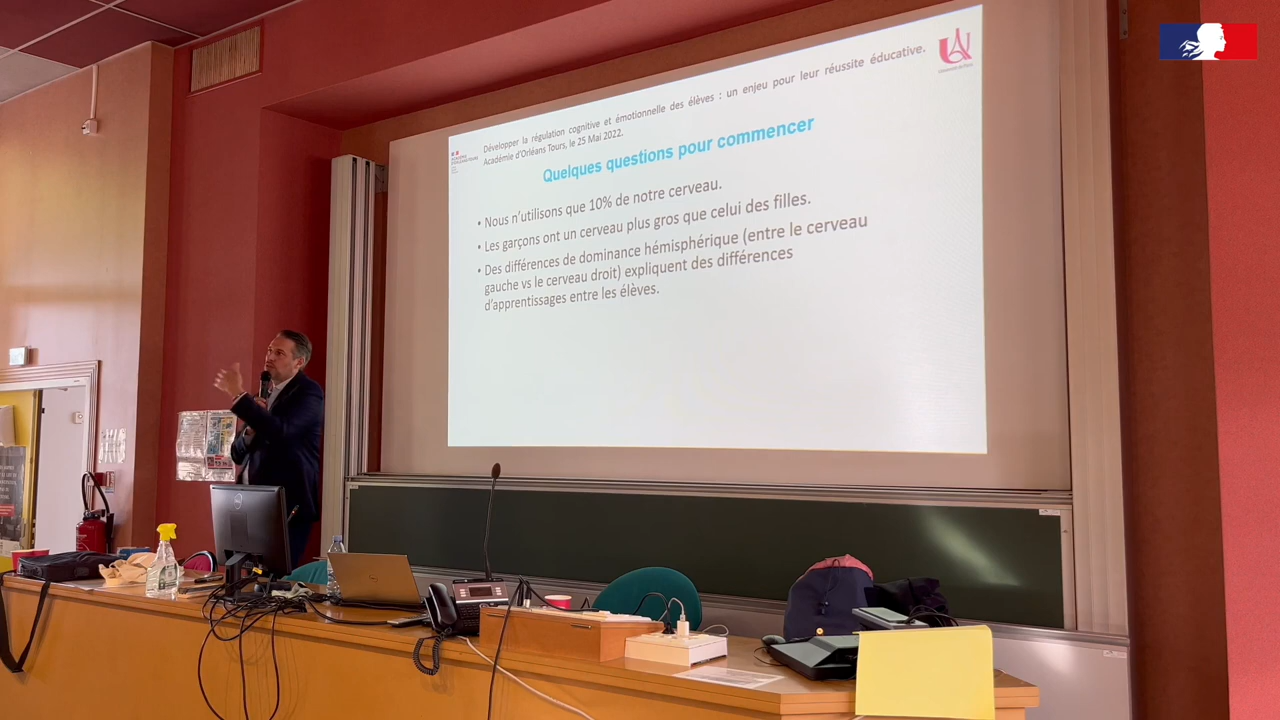 Développer la régulation cognitive et émotionnelle des élèves : un enjeu pour leur réussite éducative.
Académie d'Orléans Tours, le 25 Mai 2022.
Quelques questions pour commencer
• Nous n'utilisons que 10% de notre cerveau.
• Les garçons ont un cerveau plus gros que celui des filles.
• Des différences de dominance hémisphérique (entre le cerveau
gauche vs le cerveau droit) expliquent des différences
d'apprentissages entre les élèves.
DELL